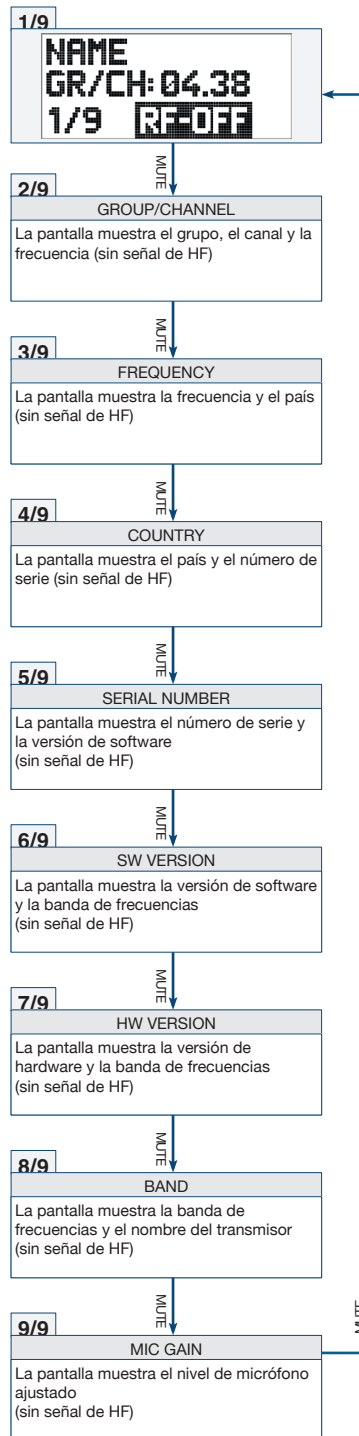 1/9
NAME
GR/CH:04.38
1/9 RF=OFF
MUTE
2/9
GROUP/CHANNEL
La pantalla muestra el grupo, el canal y la
frecuencia (sin señal de HF)
MUTE
3/9
FREQUENCY
La pantalla muestra la frecuencia y el país
(sin señal de HF)
MUTE
4/9
COUNTRY
La pantalla muestra el país y el número de
serie (sin señal de HF)
MUTE
5/9
SERIAL NUMBER
La pantalla muestra el número de serie y
la versión de software
(sin señal de HF)
MUTE
6/9
SW VERSION
La pantalla muestra la versión de software
y la banda de frecuencias
(sin señal de HF)
MUTE
7/9
HW VERSION
La pantalla muestra la versión de
hardware y la banda de frecuencias
(sin señal de HF)
MUTE
8/9
BAND
La pantalla muestra la banda de
frecuencias y el nombre del transmisor
(sin señal de HF)
MUTE
9/9
MIC GAIN
La pantalla muestra el nivel de micrófono
ajustado
(sin señal de HF)
MUTE